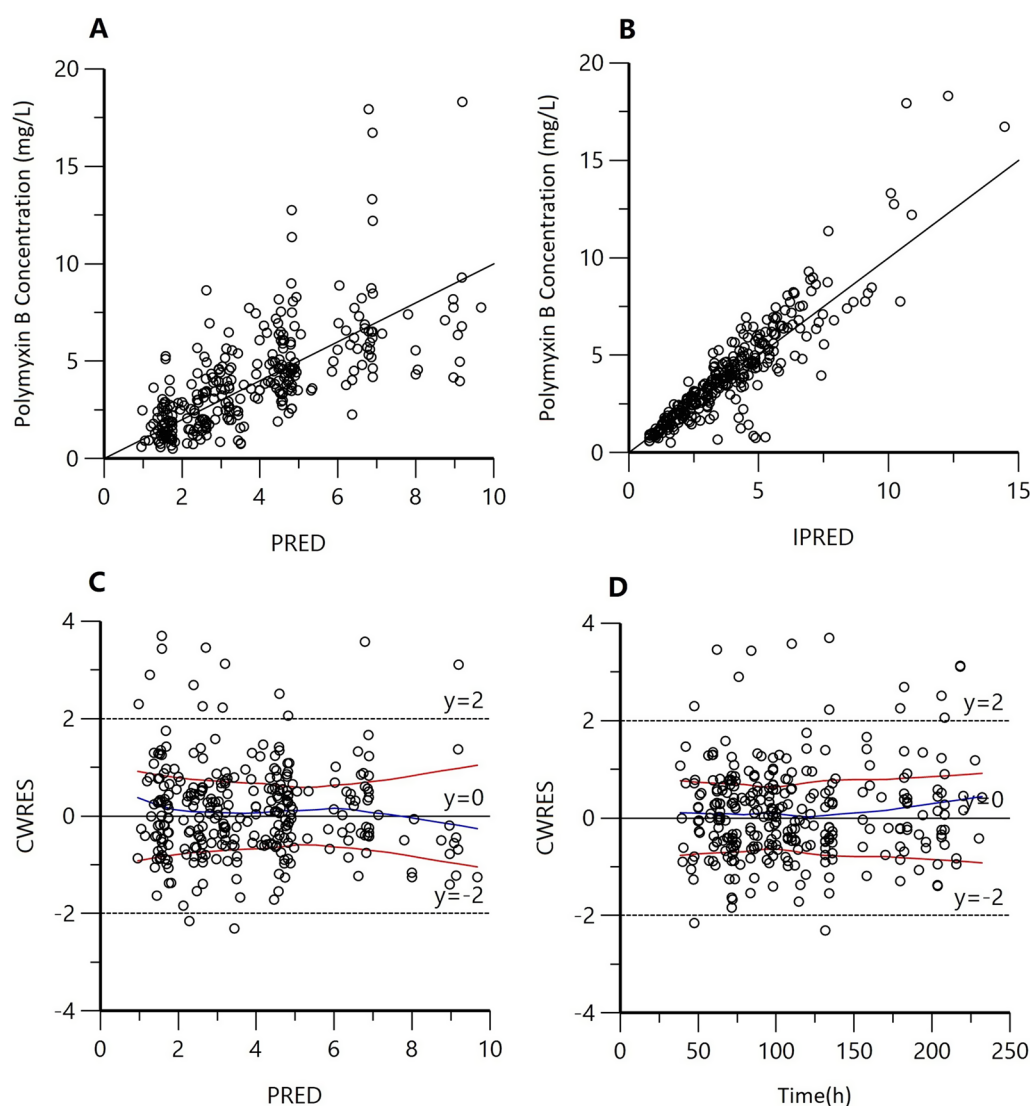 A
B
Polymyxin B Concentration (mg/L)
20
15
10
5
0
0 2 4 6 8 10
PRED
Polymyxin B Concentration (mg/L)
20
15
10
5
0
0 5 10 15
IPRED
C
D
CWRES
4
2
0
-2
-4
y=2
y=0
y=-2
0 2 4 6 8 10
PRED
CWRES
4
2
0
-2
-4
y=2
y=0
y=-2
0 50 100 150 200 250
Time(h)